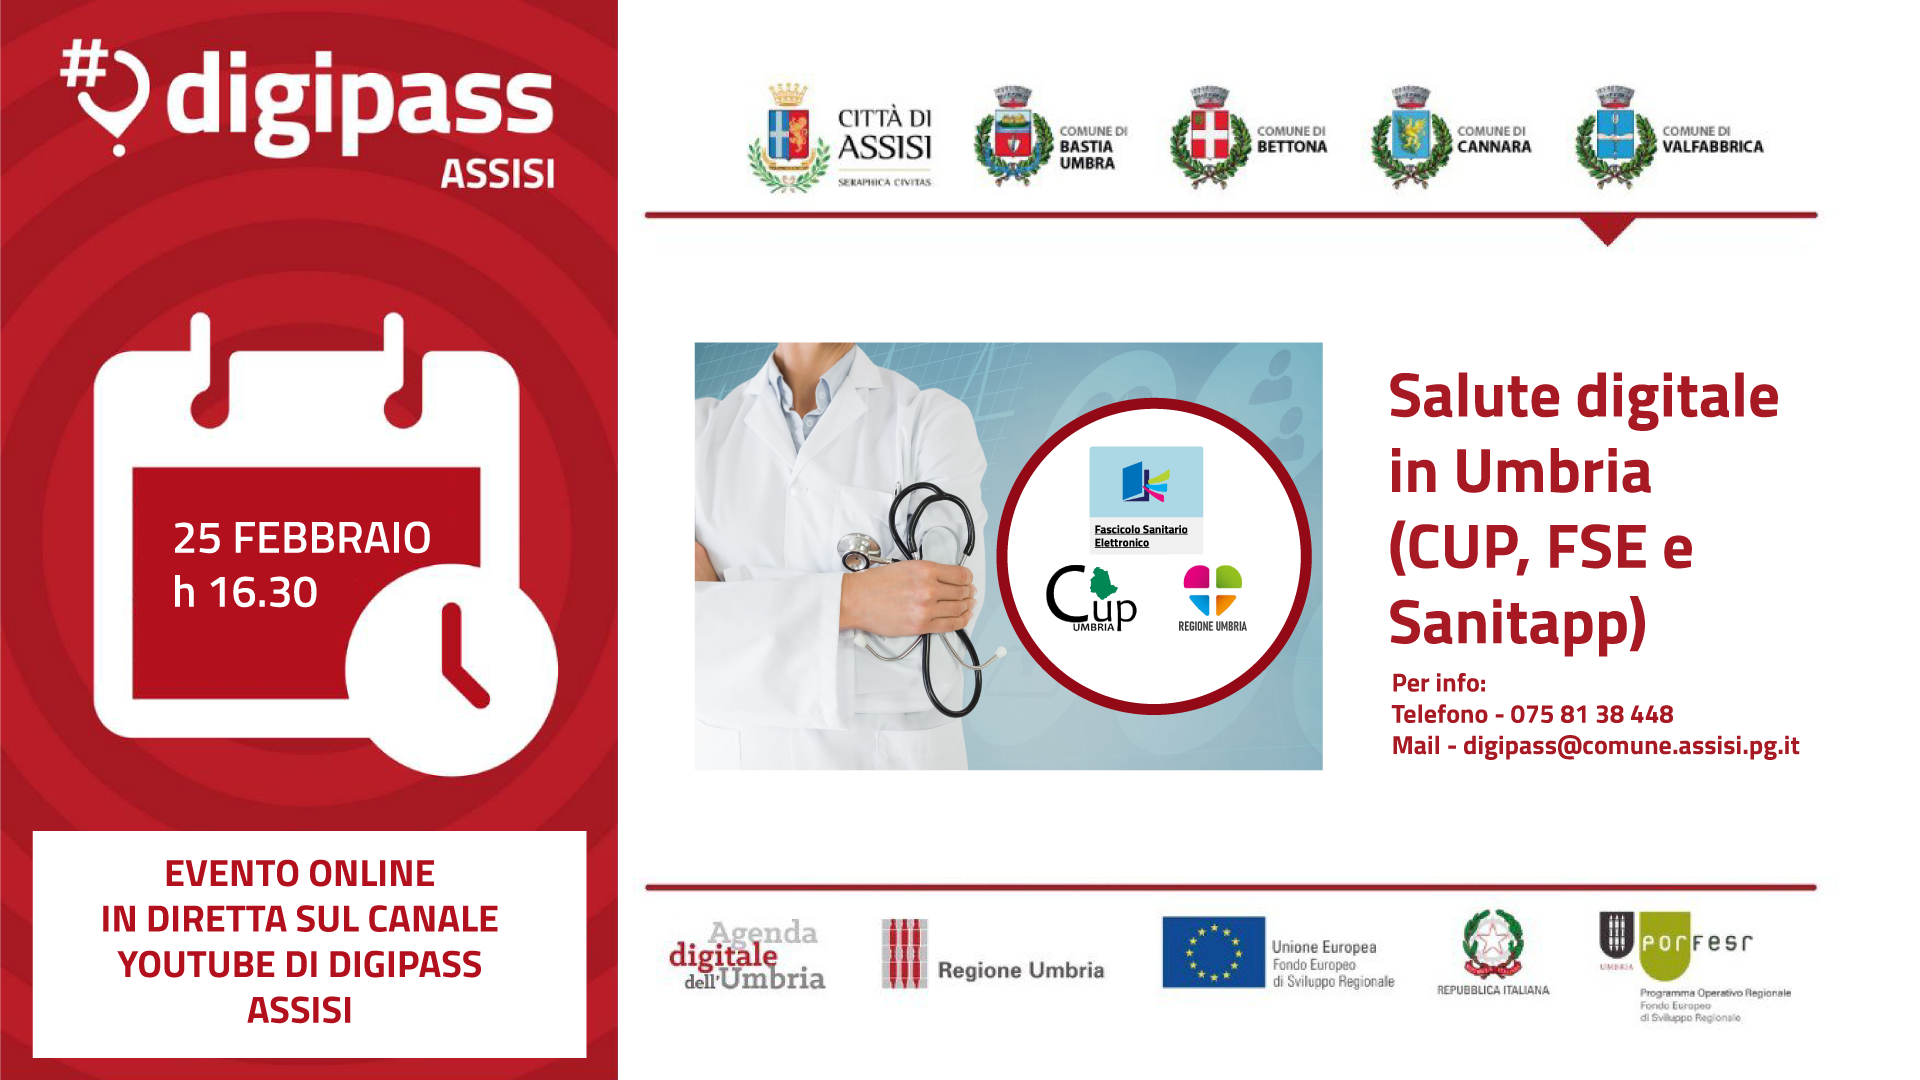 #digipass
ASSISI
25 FEBBRAIO
h 16.30
EVENTO ONLINE
IN DIRETTA SUL CANALE
YOUTUBE DI DIGIPASS
ASSISI
CITTÀ DI
ASSISI
SERAPHICA CIVITAS
COMUNE DI
BASTIA
UMBRA
COMUNE DI
BETTONA
COMUNE DI
CANNARA
COMUNE DI
VALFABBRICA
Fascicolo Sanitario
Elettronico
Cup
UMBRIA
REGIONE UMBRIA
Salute digitale
in Umbria
(CUP, FSE e
Sanitapp)
Per info:
Telefono - 075 81 38 448
Mail - digipass@comune.assisi.pg.it
Agenda
digitale
dell'Umbria
Regione Umbria
Unione Europea
Fondo Europeo
di Sviluppo Regionale
REPUBBLICA ITALIANA
UMBRIA
porfesr
Programma Operativo Regionale
Fondo Europeo
di Sviluppo Regionale